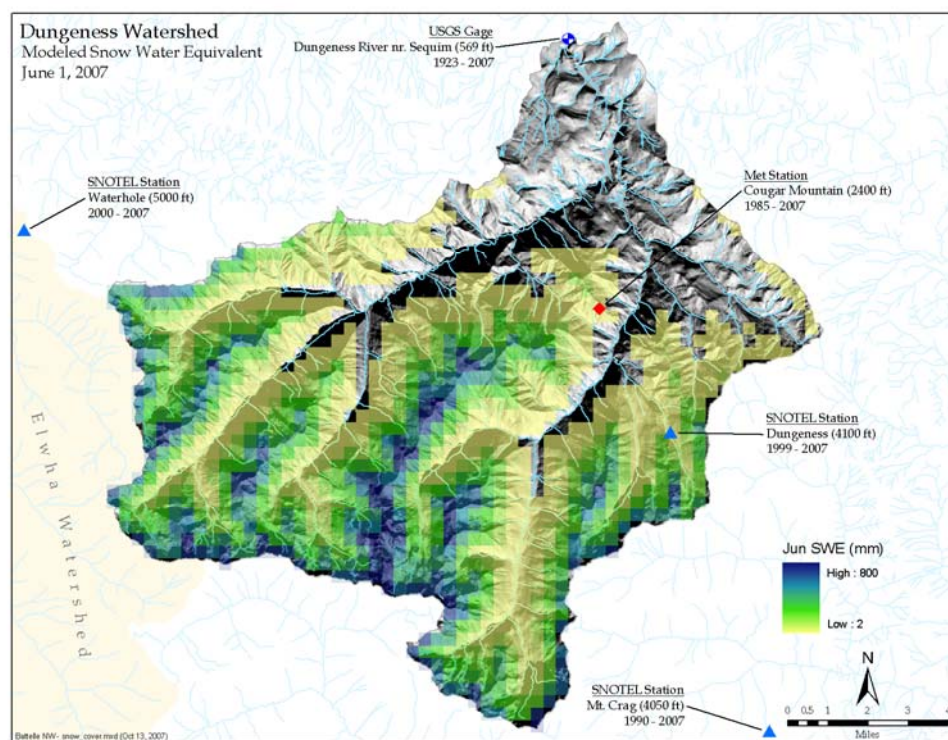 Dungeness Watershed
Modeled Snow Water Equivalent
June 1, 2007
USGS Gage
Dungeness River nr. Sequim (569 ft)
1923 - 2007
SNOTEL Station
Waterhole (5000 ft)
2000 - 2007
Met Station
Cougar Mountain (2400 ft)
1985 - 2007
SNOTEL Station
Dungeness (4100 ft)
1999 - 2007
Elwha Watershed
Jun SWE (mm)
High : 800
Low : 2
N
SNOTEL Station
Mt. Crag (4050 ft)
1990 - 2007
0 0.5 1 2 3 4
Miles
Battelle NW- snow_cover.mxd (Oct 13, 2007)